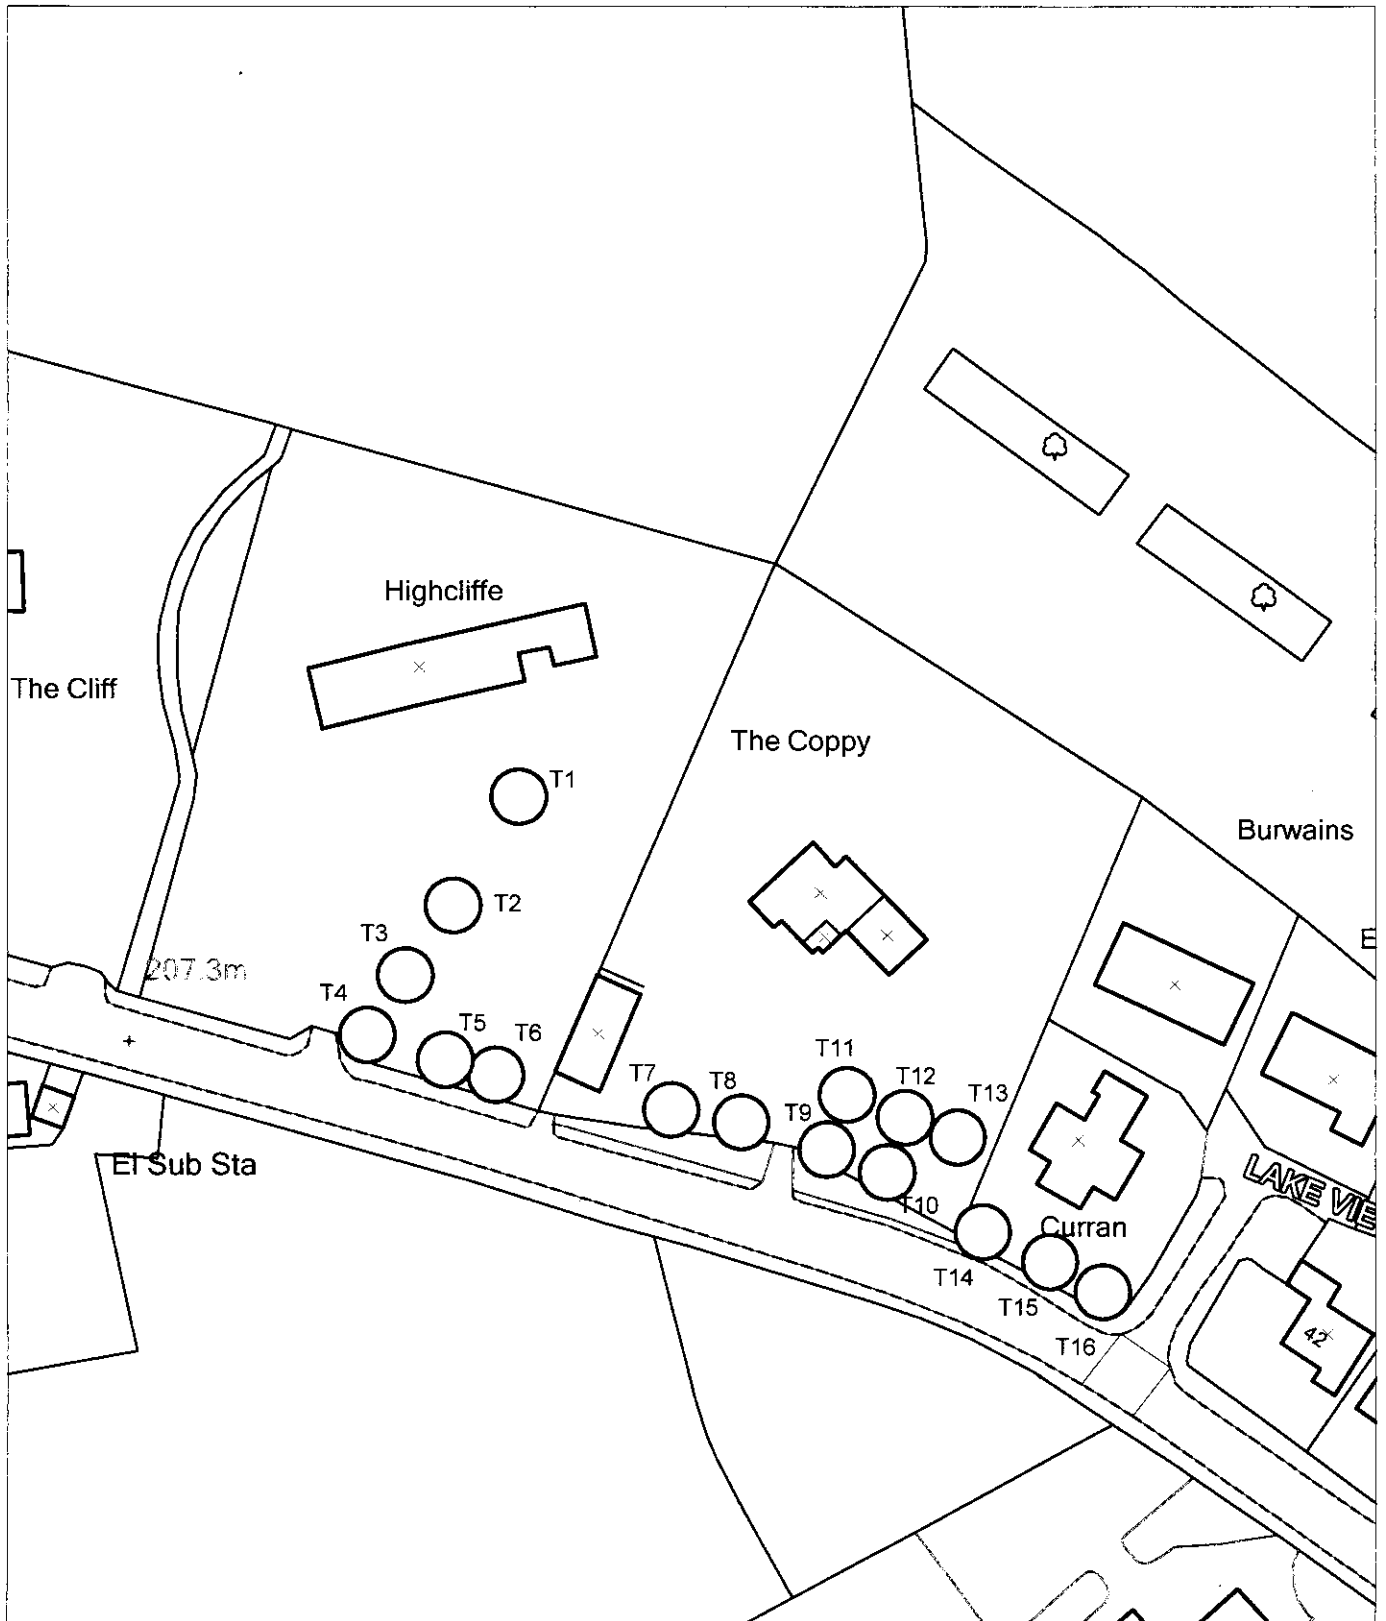 Highcliffe
The Cliff
The Coppy
T1
Burwains
T2
T3
207.3m
T4
T5
T6
T11
T12
T13
T7
T8
T9
El Sub Sta
LAKE VIE
T10
Curran
T14
T15
42
T16